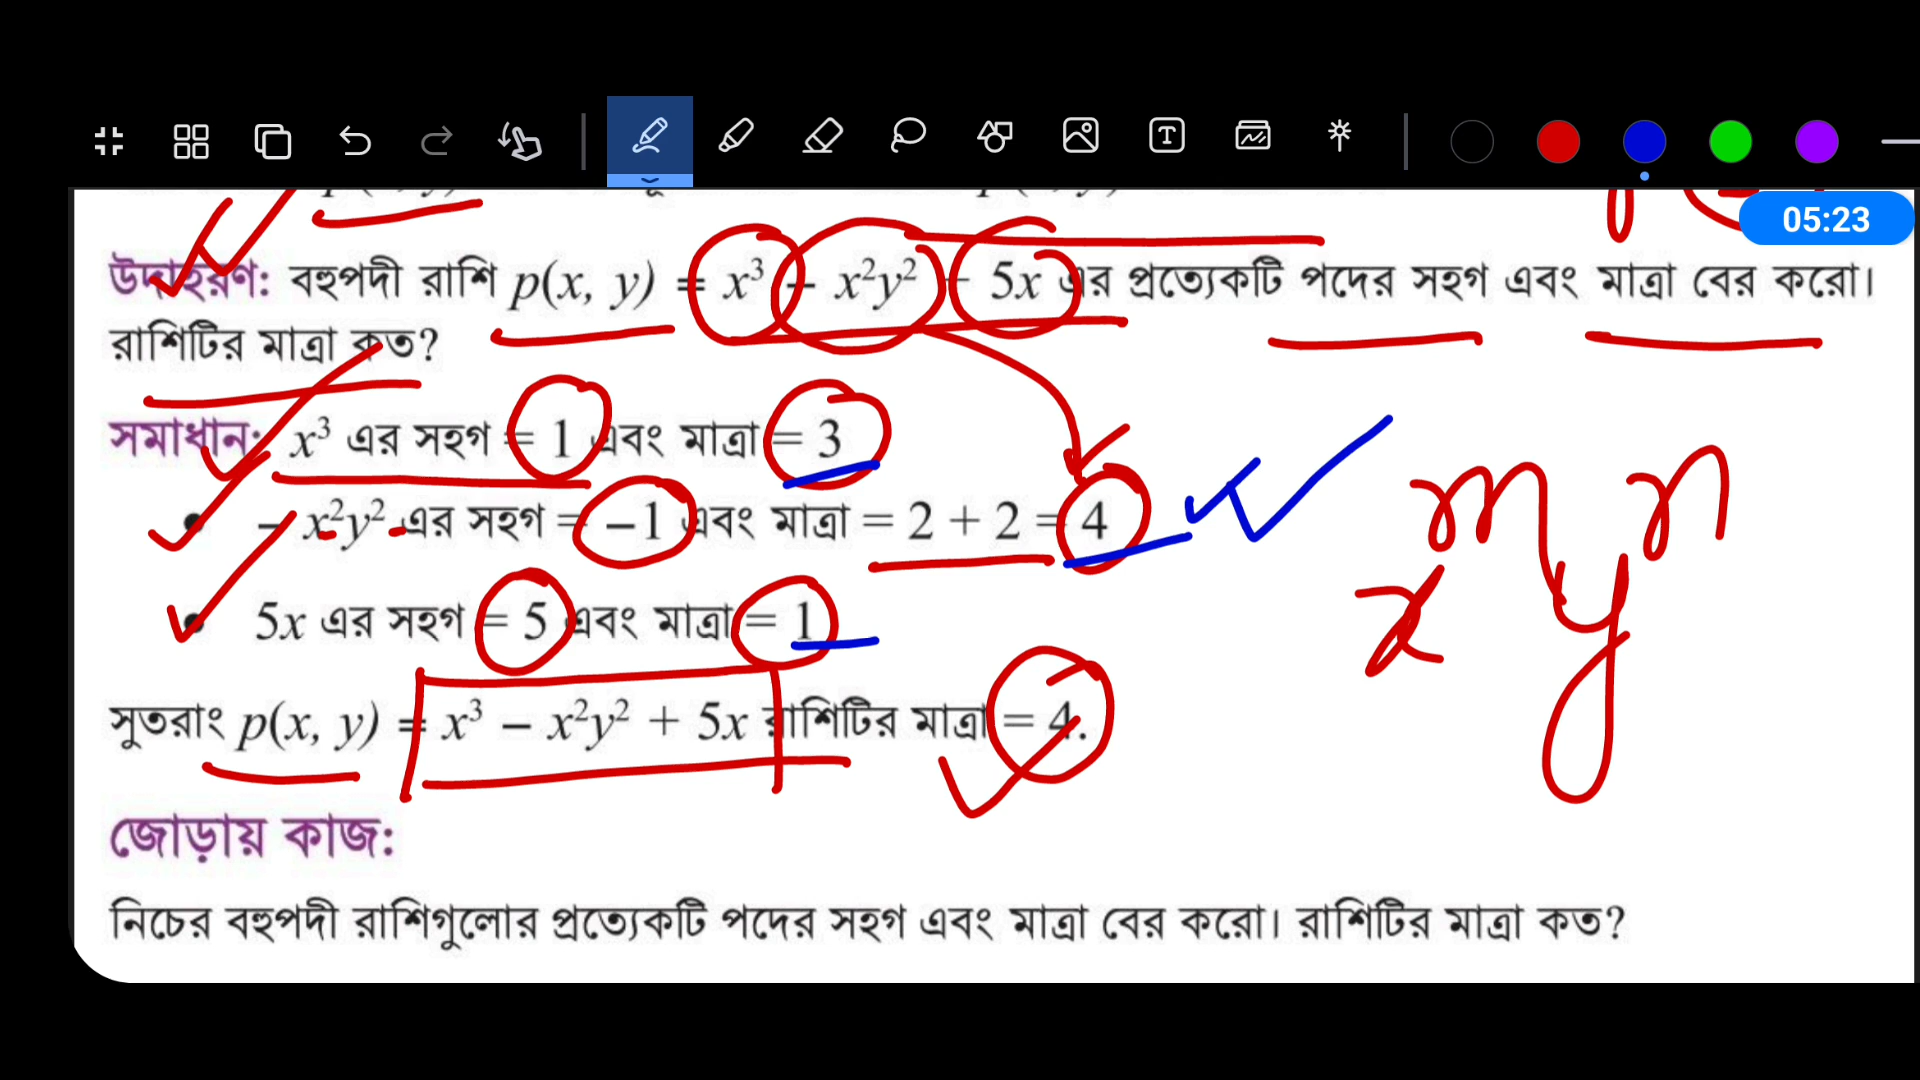 05:23
উদাহরণ: বহুপদী রাশি p(x, y) = x³ − x²y² + 5x এর প্রত্যেকটি পদের সহগ এবং মাত্রা বের করো।
রাশিটির মাত্রা কত?
সমাধান: x³ এর সহগ = 1 এবং মাত্রা = 3
• − x²y² এর সহগ = −1 এবং মাত্রা = 2 + 2 = 4
• 5x এর সহগ = 5 এবং মাত্রা = 1
সুতরাং p(x, y) = x³ − x²y² + 5x রাশিটির মাত্রা = 4.
xᵐyⁿ
জোড়ায় কাজ:
নিচের বহুপদী রাশিগুলোর প্রত্যেকটি পদের সহগ এবং মাত্রা বের করো। রাশিটির মাত্রা কত?